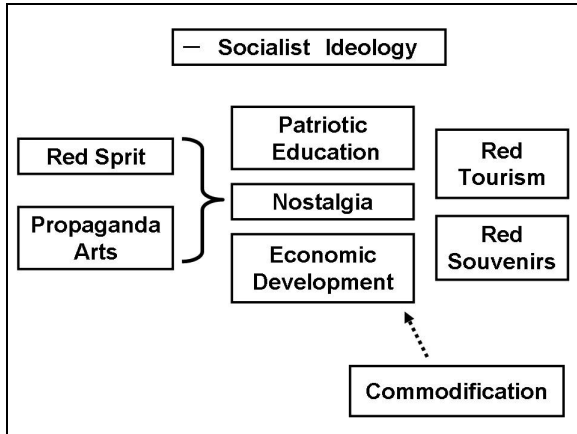 — Socialist Ideology
Red Sprit
Propaganda
Arts
Patriotic
Education
Nostalgia
Economic
Development
Red
Tourism
Red
Souvenirs
Commodification